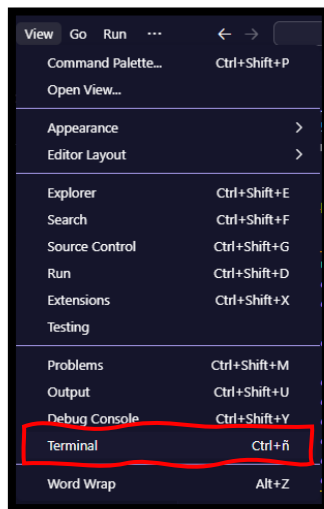 View Go Run ···
Command Palette... Ctrl+Shift+P
Open View...
Appearance
Editor Layout
Explorer Ctrl+Shift+E
Search Ctrl+Shift+F
Source Control Ctrl+Shift+G
Run Ctrl+Shift+D
Extensions Ctrl+Shift+X
Testing
Problems Ctrl+Shift+M
Output Ctrl+Shift+U
Debug Console Ctrl+Shift+Y
Terminal Ctrl+ñ
Word Wrap Alt+Z